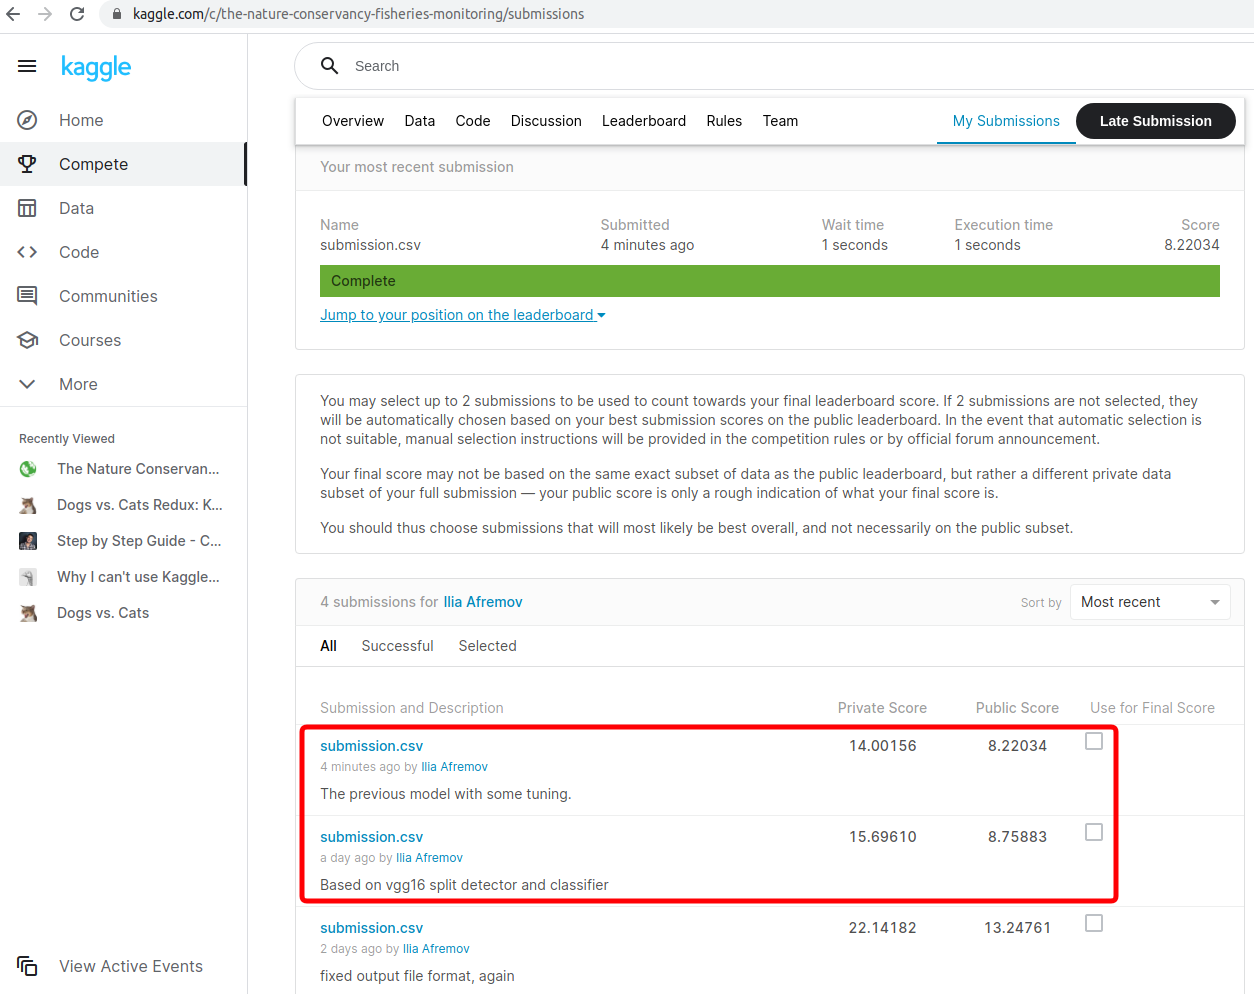 kaggle.com/c/the-nature-conservancy-fisheries-monitoring/submissions
kaggle
Search
Home
Compete
Data
Code
Communities
Courses
More
Recently Viewed
The Nature Conservan...
Dogs vs. Cats Redux: K...
Step by Step Guide - C...
Why I can't use Kaggle...
Dogs vs. Cats
View Active Events
Overview Data Code Discussion Leaderboard Rules Team My Submissions Late Submission
Your most recent submission
Name Submitted Wait time Execution time Score
submission.csv 4 minutes ago 1 seconds 1 seconds 8.22034
Complete
Jump to your position on the leaderboard
You may select up to 2 submissions to be used to count towards your final leaderboard score. If 2 submissions are not selected, they
will be automatically chosen based on your best submission scores on the public leaderboard. In the event that automatic selection is
not suitable, manual selection instructions will be provided in the competition rules or by official forum announcement.
Your final score may not be based on the same exact subset of data as the public leaderboard, but rather a different private data
subset of your full submission — your public score is only a rough indication of what your final score is.
You should thus choose submissions that will most likely be best overall, and not necessarily on the public subset.
4 submissions for Ilia Afremov Sort by Most recent
All Successful Selected
Submission and Description Private Score Public Score Use for Final Score
submission.csv 14.00156 8.22034
4 minutes ago by Ilia Afremov
The previous model with some tuning.
submission.csv 15.69610 8.75883
a day ago by Ilia Afremov
Based on vgg16 split detector and classifier
submission.csv 22.14182 13.24761
2 days ago by Ilia Afremov
fixed output file format, again